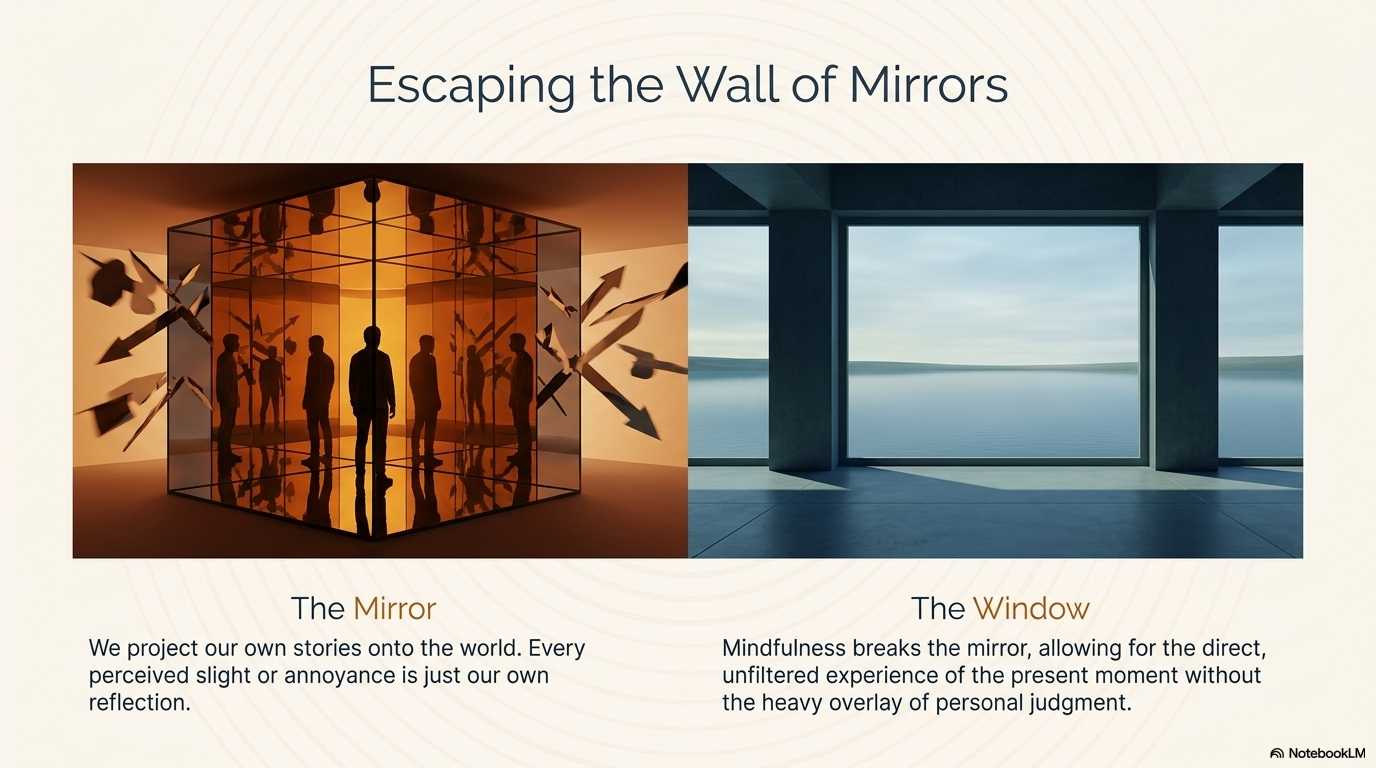 Escaping the Wall of Mirrors
The Mirror
We project our own stories onto the world. Every
perceived slight or annoyance is just our own
reflection.
The Window
Mindfulness breaks the mirror, allowing for the direct,
unfiltered experience of the present moment without
the heavy overlay of personal judgment.
NotebookLM